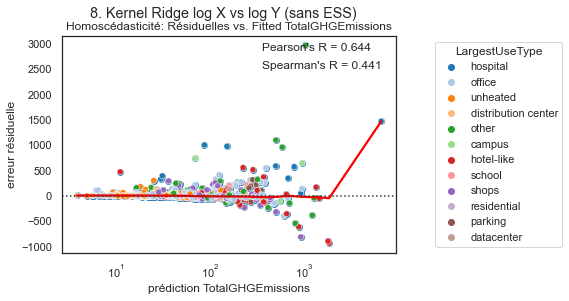 8. Kernel Ridge log X vs log Y (sans ESS)
Homoscédasticité: Résiduelles vs. Fitted TotalGHGEmissions
Pearson's R = 0.644
Spearman's R = 0.441
3000
2500
2000
1500
1000
500
0
−500
−1000
erreur résiduelle
10¹
10²
10³
prédiction TotalGHGEmissions
LargestUseType
hospital
office
unheated
distribution center
other
campus
hotel-like
school
shops
residential
parking
datacenter